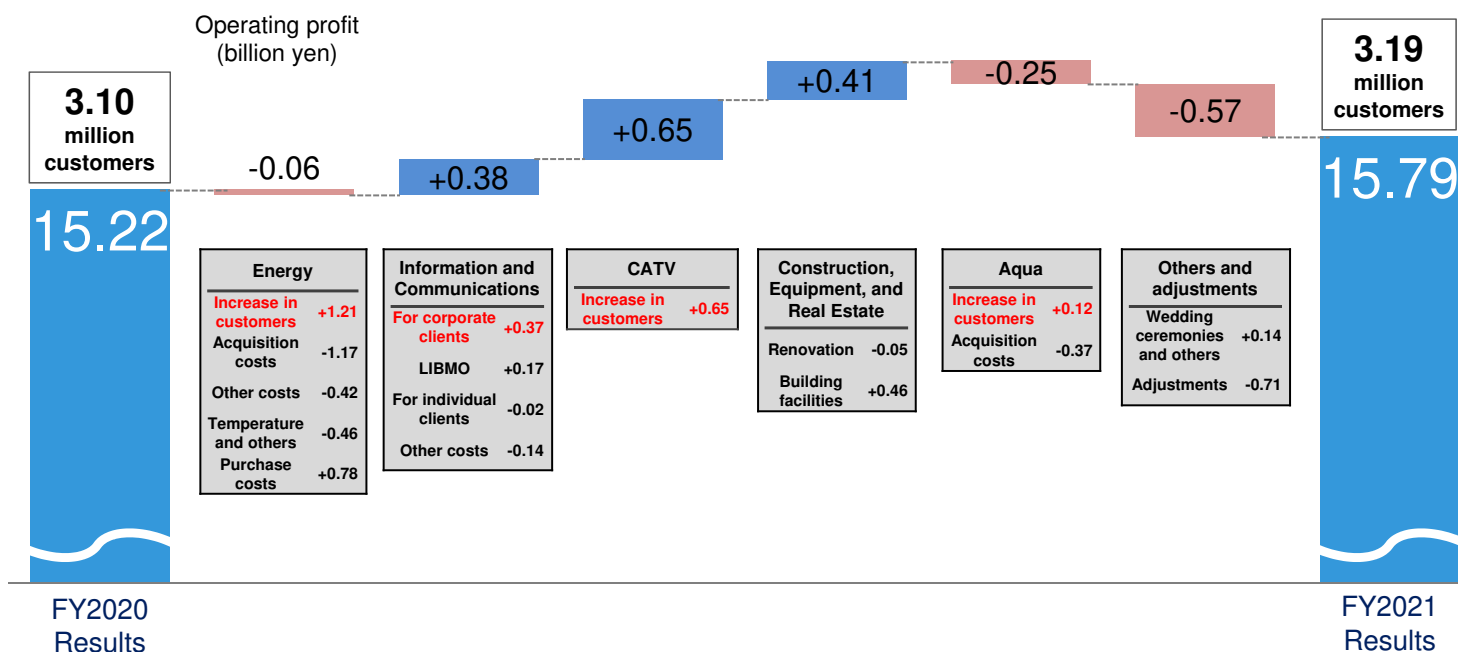 Operating profit
(billion yen)
3.10
million
customers
15.22
-0.06
+0.38
+0.65
+0.41
-0.25
-0.57
3.19
million
customers
15.79
Energy
Increase in
customers +1.21
Acquisition
costs -1.17
Other costs -0.42
Temperature
and others -0.46
Purchase
costs +0.78
Information and
Communications
For corporate
clients +0.37
LIBMO +0.17
For individual
clients -0.02
Other costs -0.14
CATV
Increase in
customers +0.65
Construction,
Equipment, and
Real Estate
Renovation -0.05
Building
facilities +0.46
Aqua
Increase in
customers +0.12
Acquisition
costs -0.37
Others and
adjustments
Wedding
ceremonies +0.14
and others
Adjustments -0.71
FY2020
Results
FY2021
Results